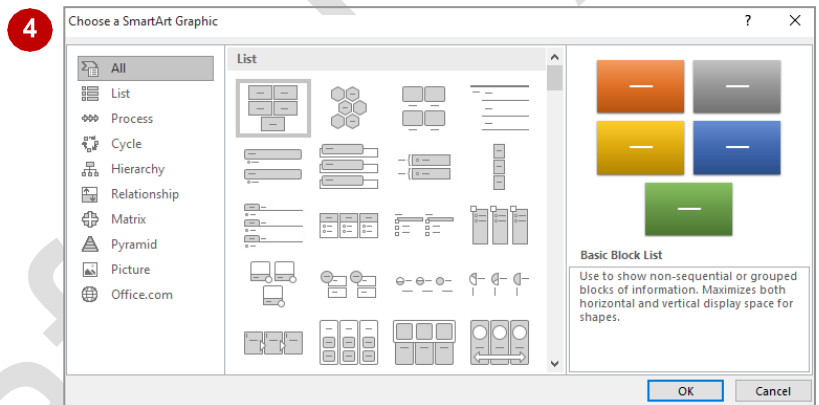 4
Choose a SmartArt Graphic
?
All
List
Process
Cycle
Hierarchy
Relationship
Matrix
Pyramid
Picture
Office.com
List
Basic Block List
Use to show non-sequential or grouped
blocks of information. Maximizes both
horizontal and vertical display space for
shapes.
OK Cancel